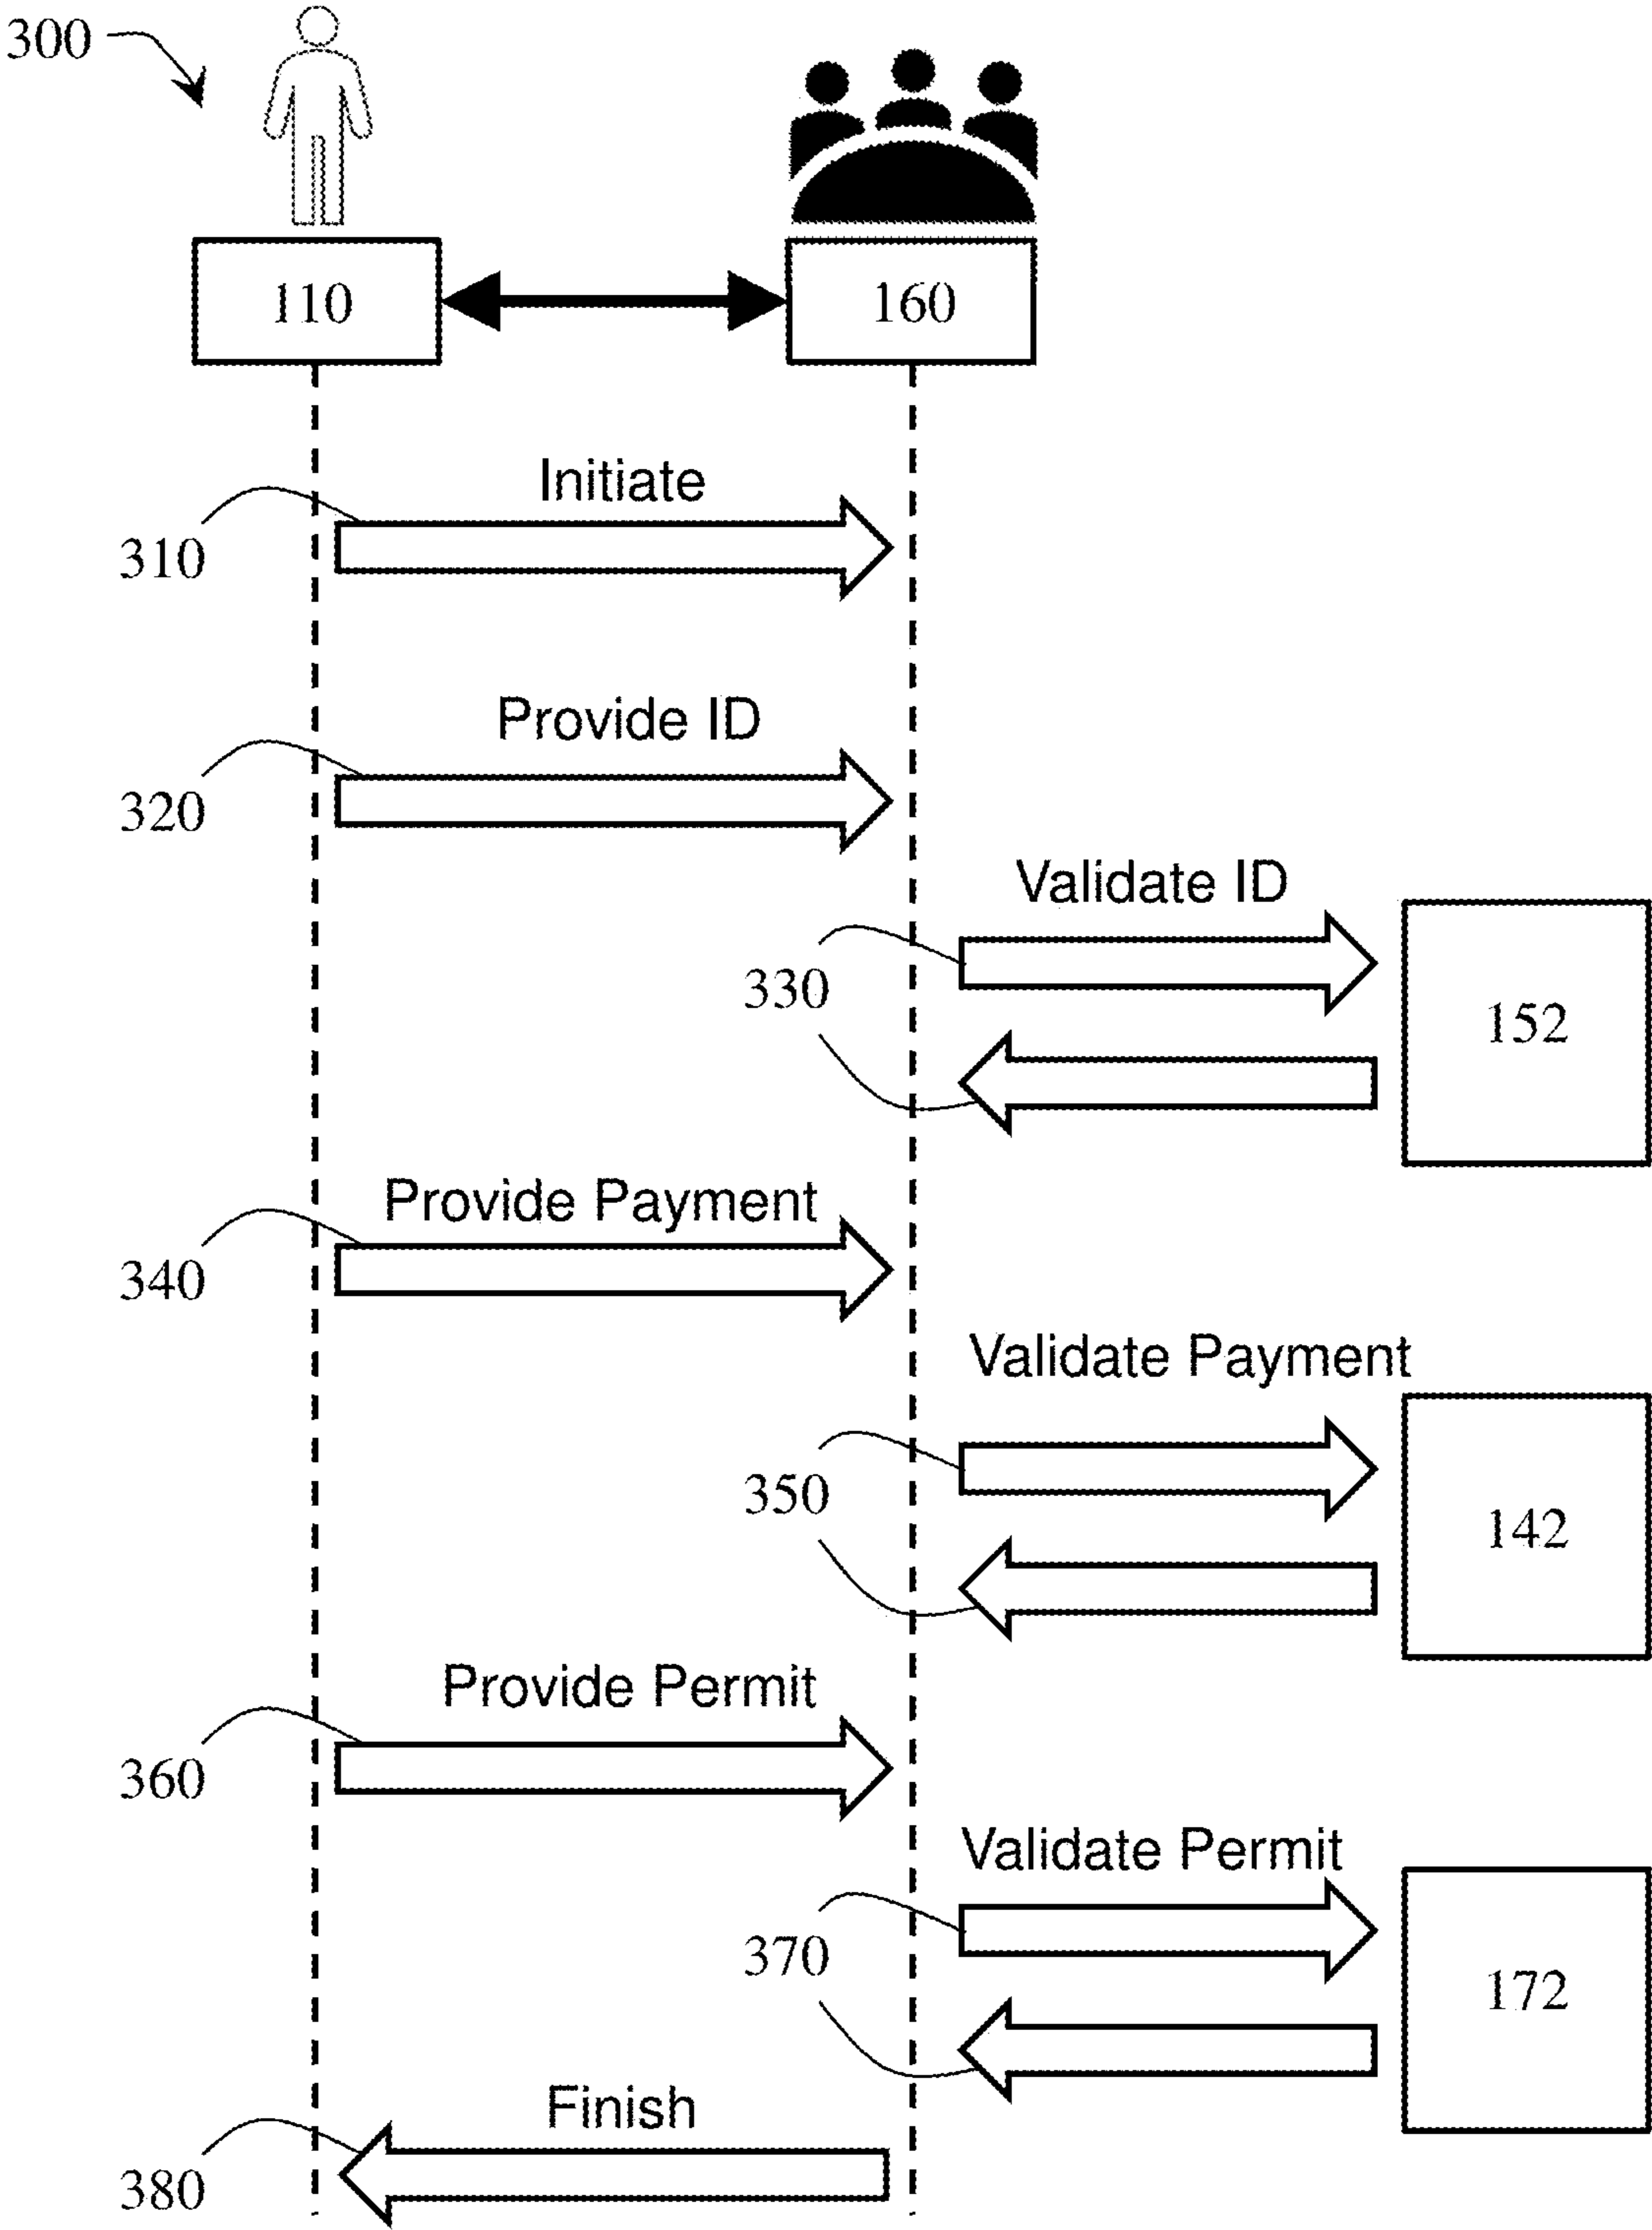 300
110
160
Initiate
310
Provide ID
320
Validate ID
330
152
Provide Payment
340
Validate Payment
350
142
Provide Permit
360
Validate Permit
370
172
Finish
380